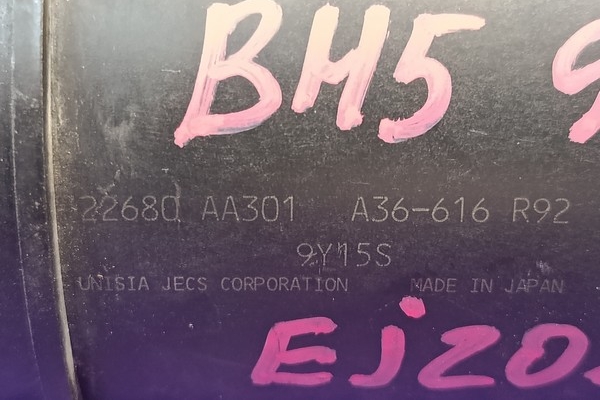 BH5
22680 AA301 A36-616 R92
9Y15S
UNISIA JECS CORPORATION MADE IN JAPAN
EJ20